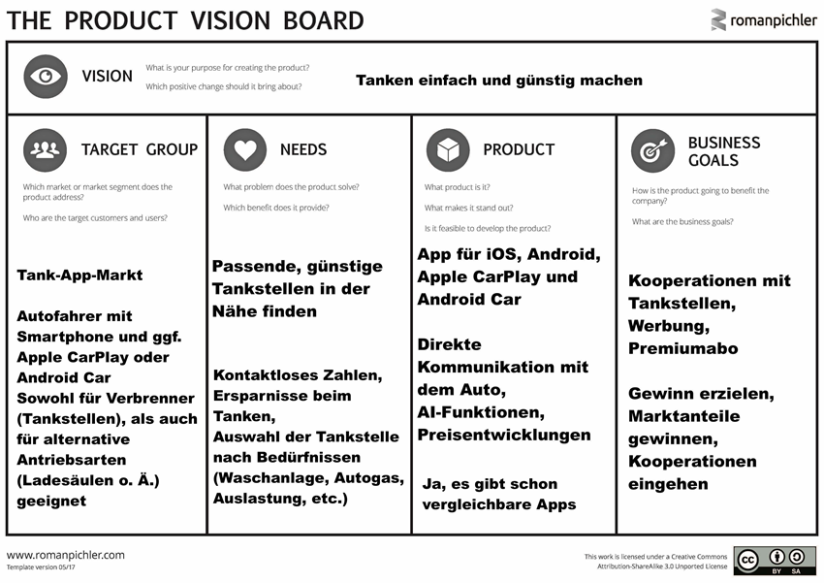 THE PRODUCT VISION BOARD
romanpichler
VISION
What is your purpose for creating the product?
Which positive change should it bring about?
Tanken einfach und günstig machen
TARGET GROUP
Which market or market segment does the
product address?
Who are the target customers and users?
Tank-App-Markt
Autofahrer mit
Smartphone und ggf.
Apple CarPlay oder
Android Car
Sowohl für Verbrenner
(Tankstellen), als auch
für alternative
Antriebsarten
(Ladesäulen o. Ä.)
geeignet
NEEDS
What problem does the product solve?
Which benefit does it provide?
Passende, günstige
Tankstellen in der
Nähe finden
Kontaktloses Zahlen,
Ersparnisse beim
Tanken,
Auswahl der Tankstelle
nach Bedürfnissen
(Waschanlage, Autogas,
Auslastung, etc.)
PRODUCT
What product is it?
What makes it stand out?
Is it feasible to develop the product?
App für iOS, Android,
Apple CarPlay und
Android Car
Direkte
Kommunikation mit
dem Auto,
AI-Funktionen,
Preisentwicklungen
Ja, es gibt schon
vergleichbare Apps
BUSINESS
GOALS
How is the product going to benefit the
company?
What are the business goals?
Kooperationen mit
Tankstellen,
Werbung,
Premiumabo
Gewinn erzielen,
Marktanteile
gewinnen,
Kooperationen
eingehen
www.romanpichler.com
Template version 05/17
This work is licensed under a Creative Commons
Attribution-ShareAlike 3.0 Unported License
cc
BY SA